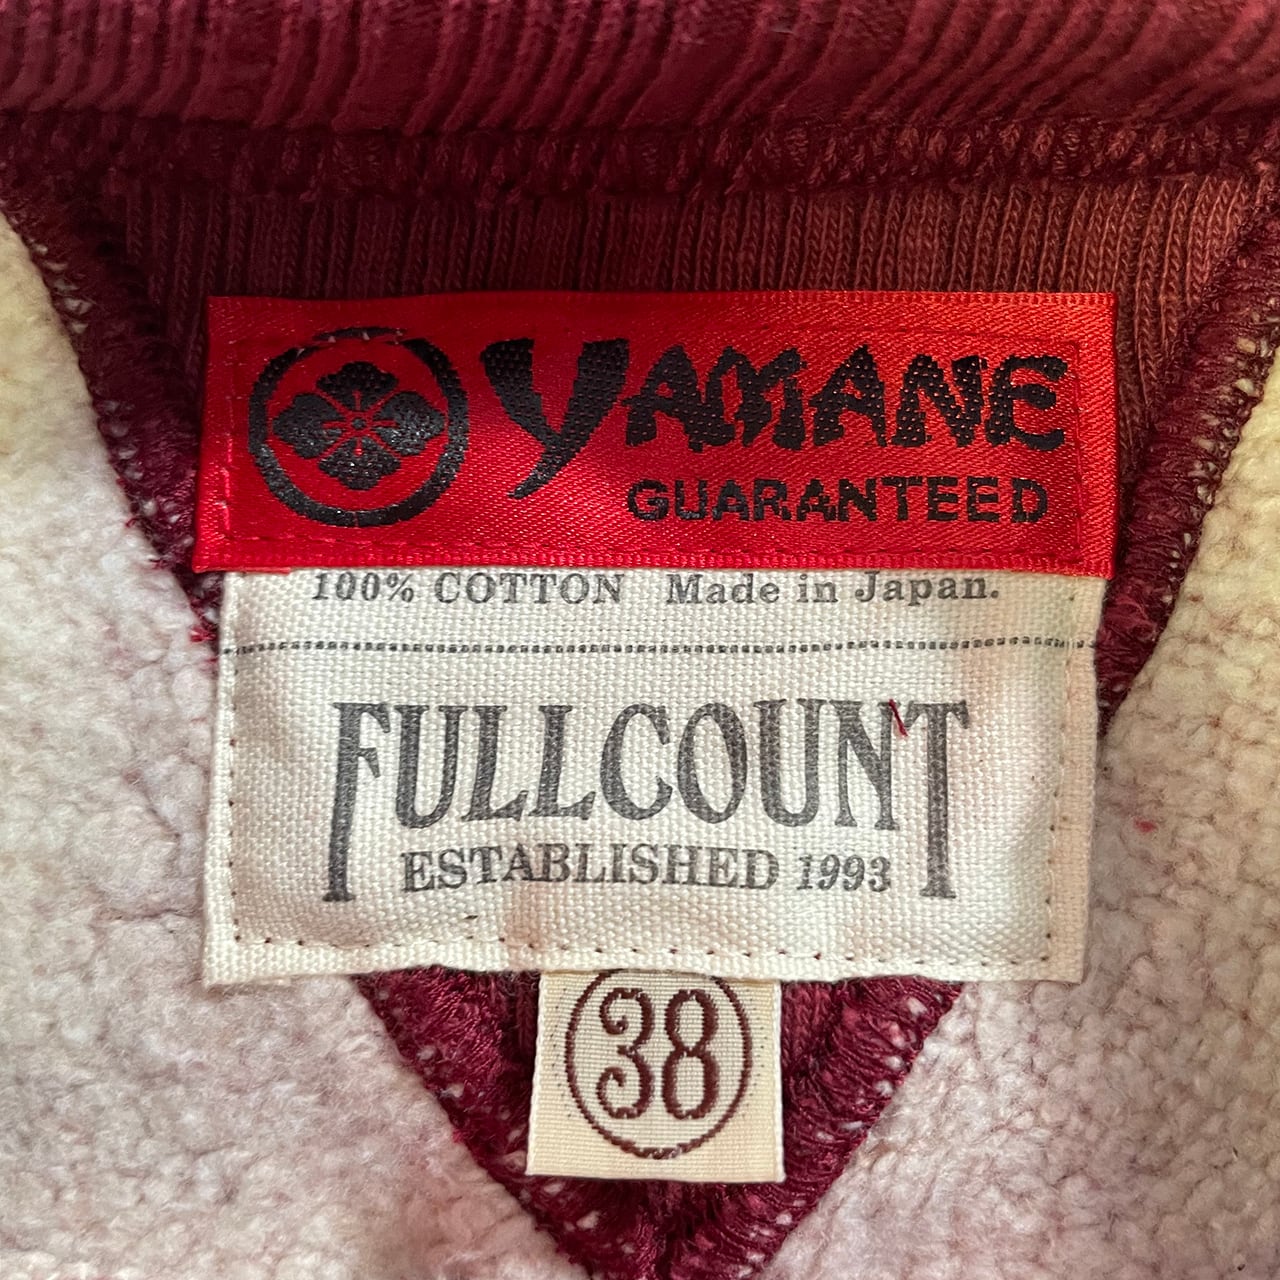 YAMANE
GUARANTEED
100% COTTON Made in Japan.
FULLCOUNT
ESTABLISHED 1993
38